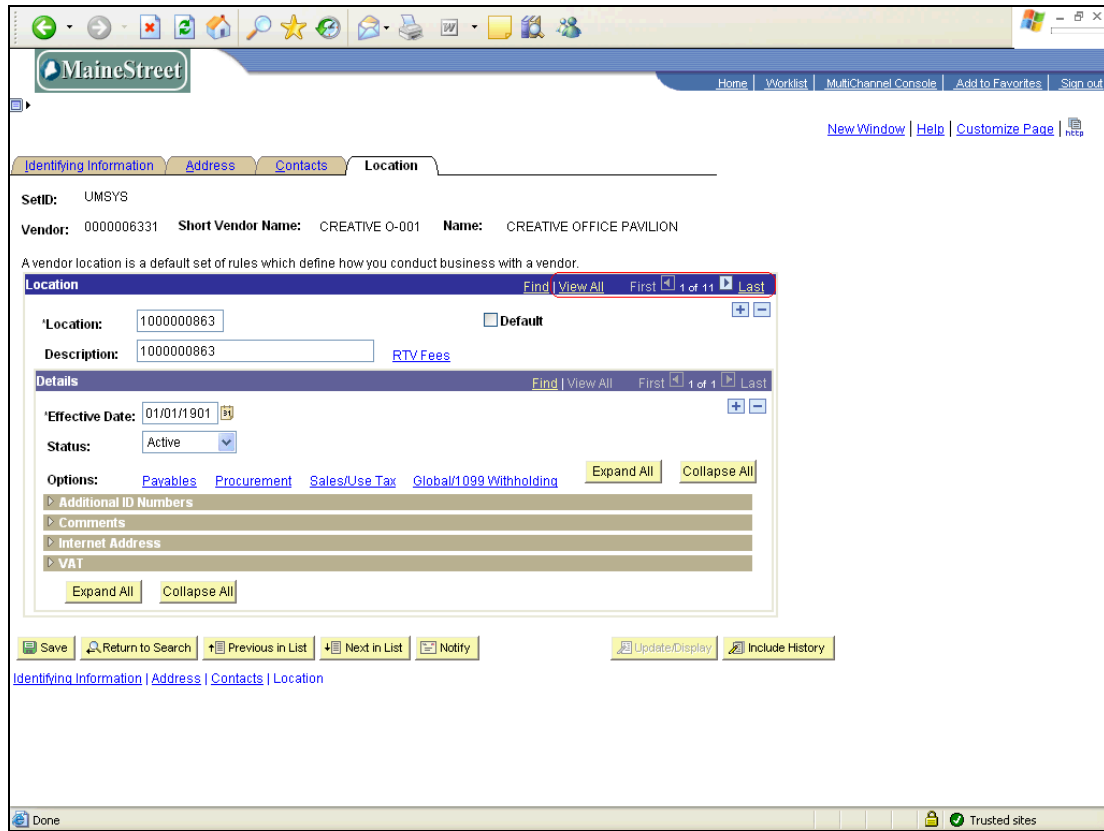 MaineStreet
Home | Worklist | MultiChannel Console | Add to Favorites | Sign out
New Window | Help | Customize Page | http
Identifying Information Address Contacts Location
SetID: UMSYS
Vendor: 0000006331 Short Vendor Name: CREATIVE O-001 Name: CREATIVE OFFICE PAVILION
A vendor location is a default set of rules which define how you conduct business with a vendor.
Location Find | View All First 1 of 11 Last
*Location: 1000000863 Default
Description: 1000000863 RTV Fees
Details Find | View All First 1 of 1 Last
*Effective Date: 01/01/1901
Status: Active
Options: Payables Procurement Sales/Use Tax Global/1099 Withholding Expand All Collapse All
Additional ID Numbers
Comments
Internet Address
VAT
Expand All Collapse All
Save Return to Search Previous in List Next in List Notify Update/Display Include History
Identifying Information | Address | Contacts | Location
Done Trusted sites